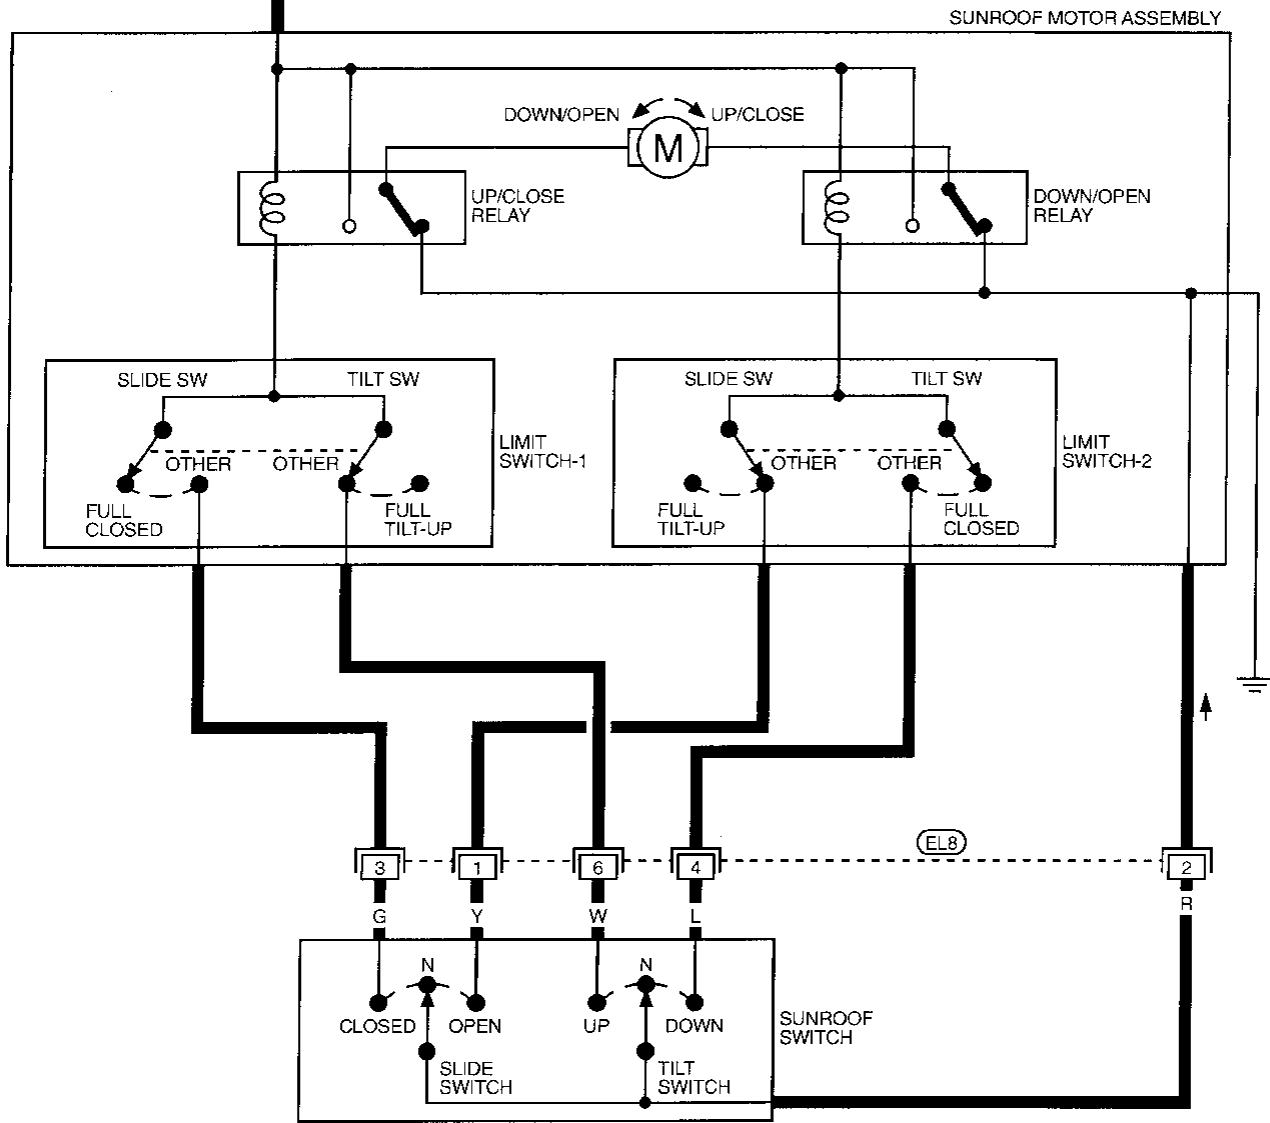 SUNROOF MOTOR ASSEMBLY
DOWN/OPEN
UP/CLOSE
M
UP/CLOSE
RELAY
DOWN/OPEN
RELAY
SLIDE SW
TILT SW
OTHER
OTHER
FULL
CLOSED
FULL
TILT-UP
LIMIT
SWITCH-1
SLIDE SW
TILT SW
OTHER
OTHER
FULL
TILT-UP
FULL
CLOSED
LIMIT
SWITCH-2
EL8
3
1
6
4
2
G
Y
W
L
R
N
N
CLOSED
OPEN
UP
DOWN
SLIDE
SWITCH
TILT
SWITCH
SUNROOF
SWITCH